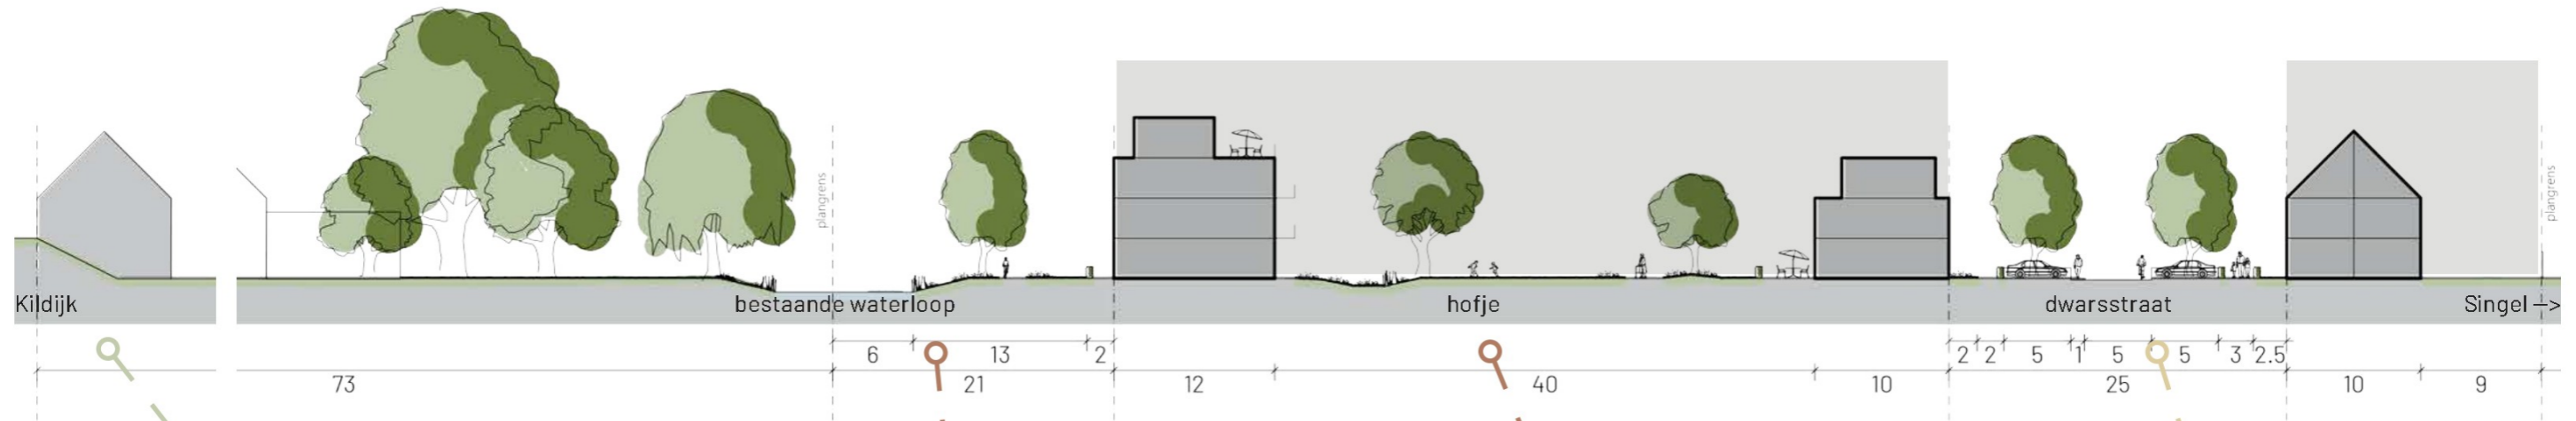 plangrens
plangrens
Kildijk
bestaande waterloop
hofje
dwarsstraat
Singel —>
6 13 2 2 2 5 1 5 5 3 2.5
73 21 12 40 10 25 10 9